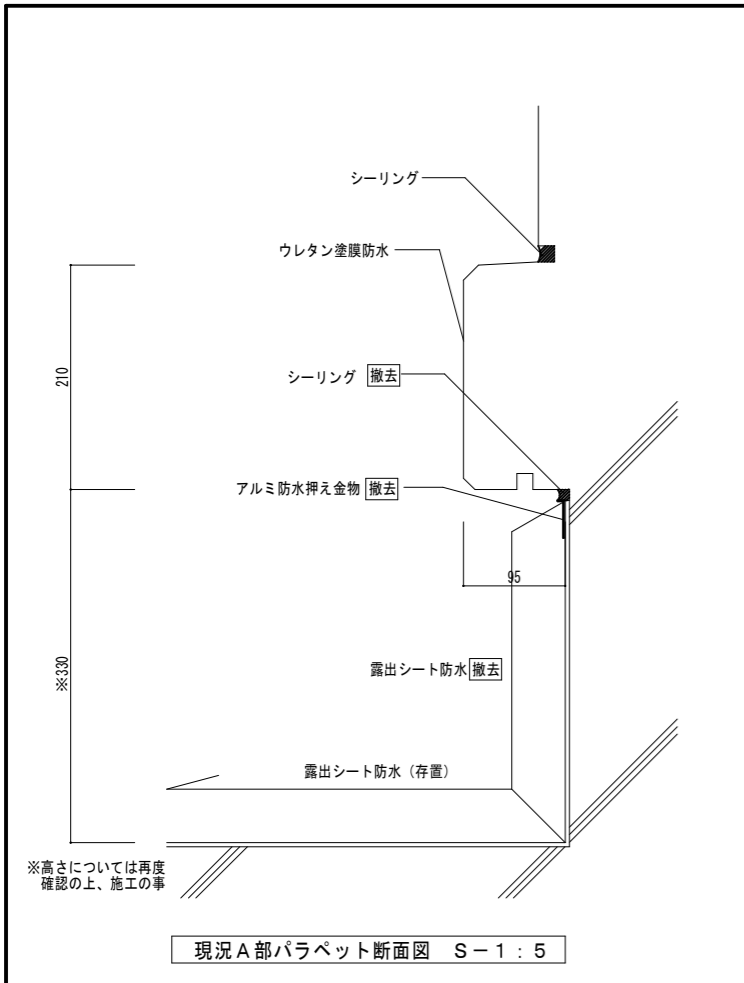 シーリング
ウレタン塗膜防水
210
シーリング 撤去
アルミ防水押え金物 撤去
95
※330
露出シート防水 撤去
露出シート防水（存置）
※高さについては再度
確認の上、施工の事
現況A部パラペット断面図 S－1：5